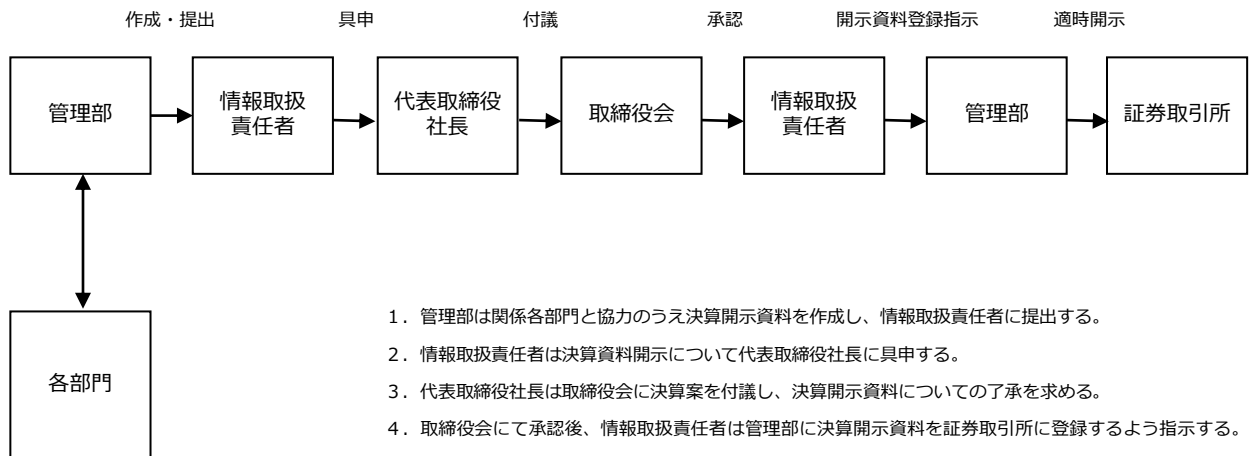 作成・提出
具申
付議
承認
開示資料登録指示
適時開示
管理部
情報取扱
責任者
代表取締役
社長
取締役会
情報取扱
責任者
管理部
証券取引所
各部門
1．管理部は関係各部門と協力のうえ決算開示資料を作成し、情報取扱責任者に提出する。
2．情報取扱責任者は決算資料開示について代表取締役社長に具申する。
3．代表取締役社長は取締役会に決算案を付議し、決算開示資料についての了承を求める。
4．取締役会にて承認後、情報取扱責任者は管理部に決算開示資料を証券取引所に登録するよう指示する。